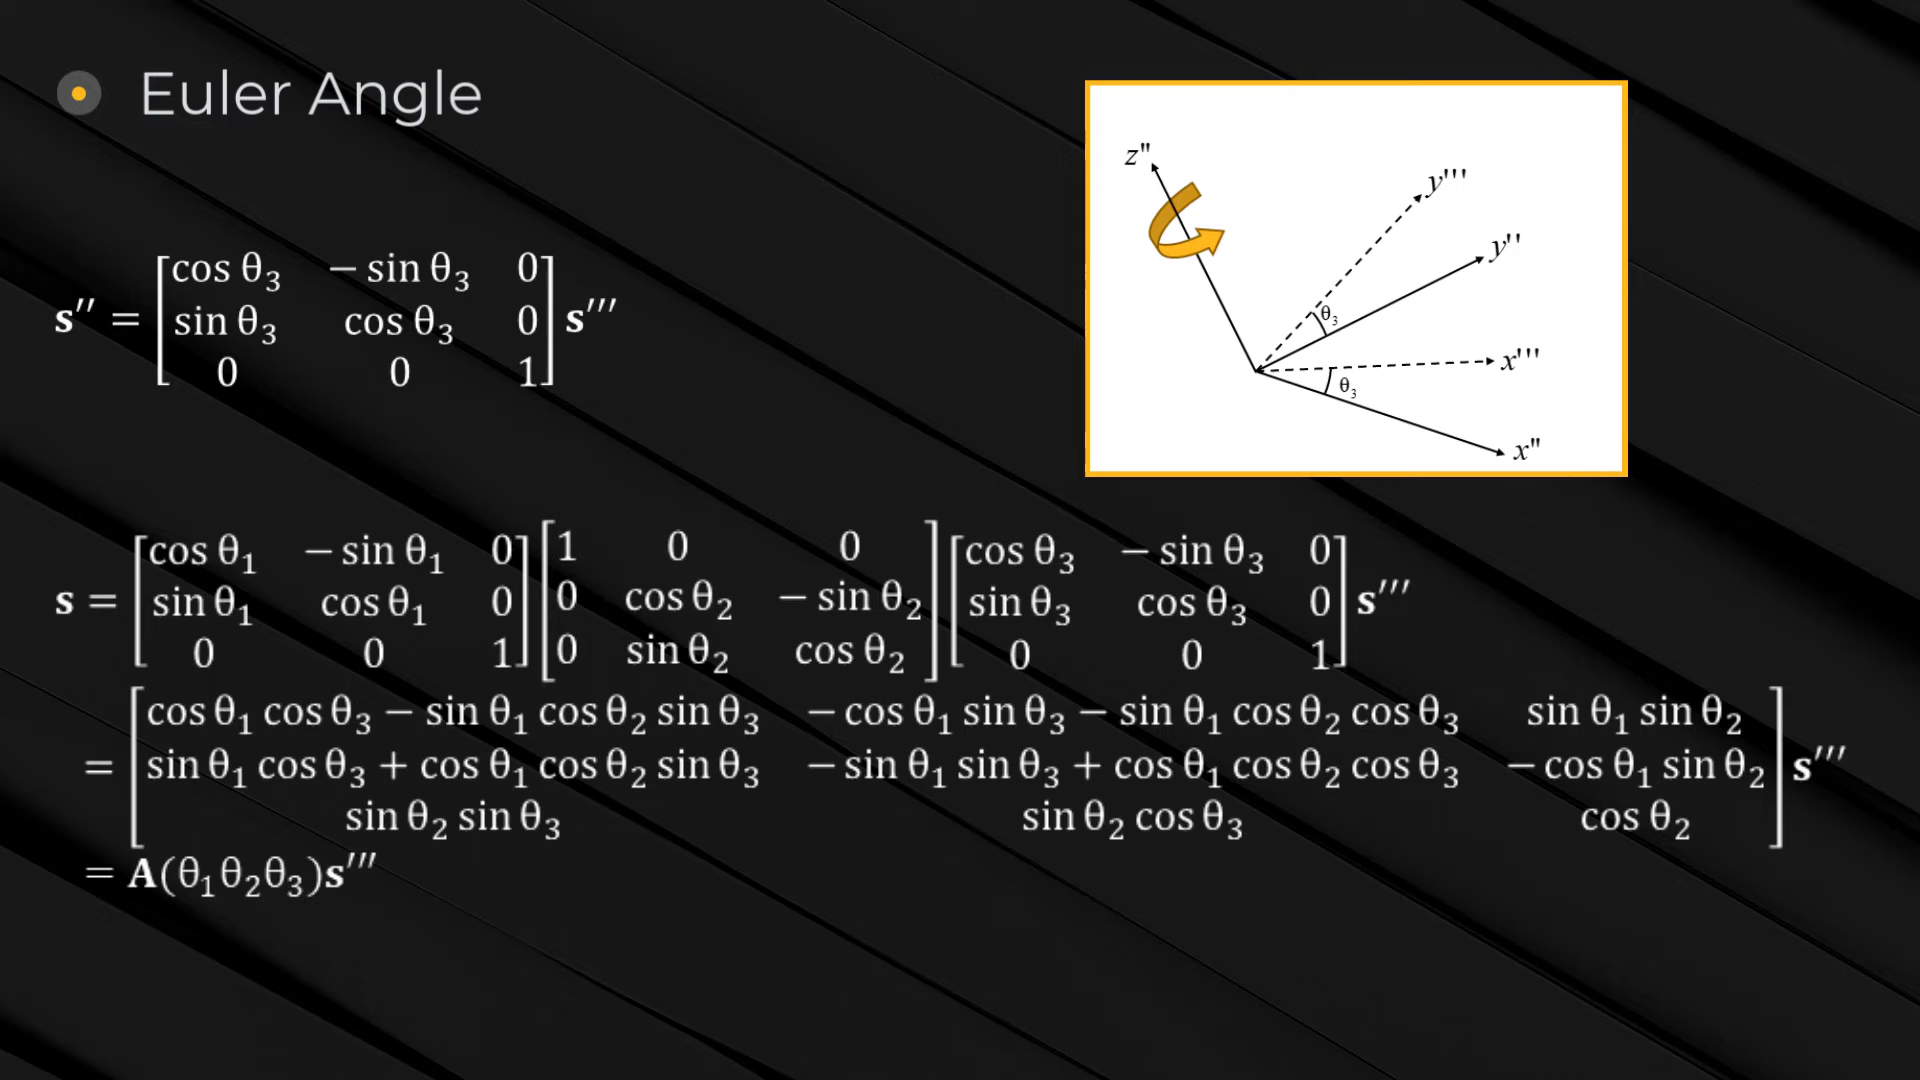 Euler Angle
z''
y'''
y''
θ₃
x'''
θ₃
x''
s″ = [cos θ₃ − sin θ₃ 0
sin θ₃ cos θ₃ 0
0 0 1] s‴
s = [cos θ₁ − sin θ₁ 0] [1 0 0] [cos θ₃ − sin θ₃ 0]
[sin θ₁ cos θ₁ 0] [0 cos θ₂ − sin θ₂] [sin θ₃ cos θ₃ 0] s‴
[0 0 1] [0 sin θ₂ cos θ₂] [0 0 1]
= [cos θ₁ cos θ₃ − sin θ₁ cos θ₂ sin θ₃ − cos θ₁ sin θ₃ − sin θ₁ cos θ₂ cos θ₃ sin θ₁ sin θ₂
sin θ₁ cos θ₃ + cos θ₁ cos θ₂ sin θ₃ − sin θ₁ sin θ₃ + cos θ₁ cos θ₂ cos θ₃ − cos θ₁ sin θ₂
sin θ₂ sin θ₃ sin θ₂ cos θ₃ cos θ₂] s‴
= A(θ₁θ₂θ₃)s‴